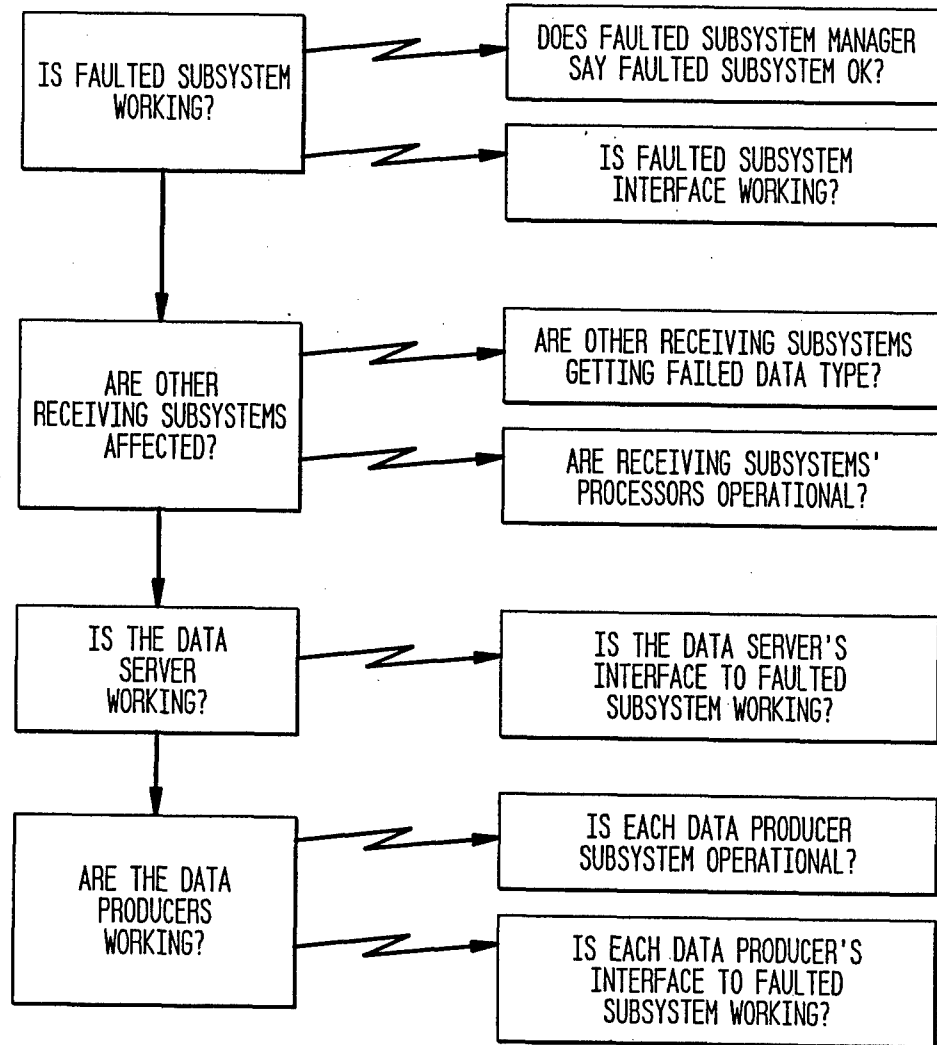 IS FAULTED SUBSYSTEM
WORKING?
DOES FAULTED SUBSYSTEM MANAGER
SAY FAULTED SUBSYSTEM OK?
IS FAULTED SUBSYSTEM
INTERFACE WORKING?
ARE OTHER
RECEIVING SUBSYSTEMS
AFFECTED?
ARE OTHER RECEIVING SUBSYSTEMS
GETTING FAILED DATA TYPE?
ARE RECEIVING SUBSYSTEMS'
PROCESSORS OPERATIONAL?
IS THE DATA
SERVER
WORKING?
IS THE DATA SERVER'S
INTERFACE TO FAULTED
SUBSYSTEM WORKING?
ARE THE DATA
PRODUCERS
WORKING?
IS EACH DATA PRODUCER
SUBSYSTEM OPERATIONAL?
IS EACH DATA PRODUCER'S
INTERFACE TO FAULTED
SUBSYSTEM WORKING?